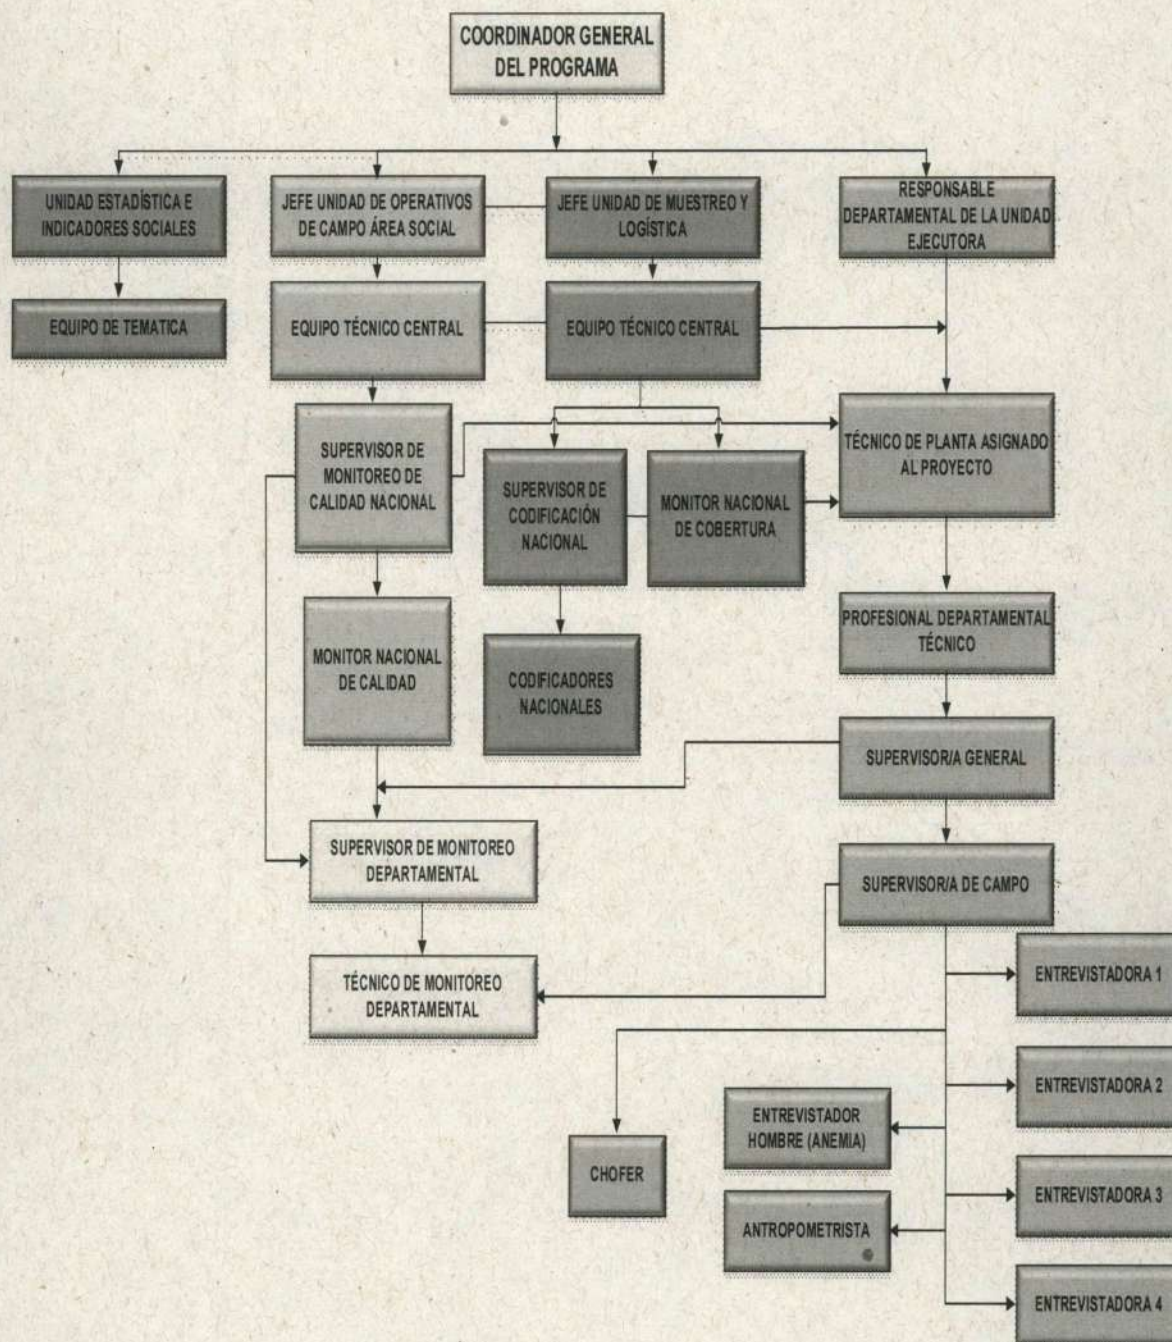 COORDINADOR GENERAL
DEL PROGRAMA
UNIDAD ESTADÍSTICA E
INDICADORES SOCIALES
JEFE UNIDAD DE OPERATIVOS
DE CAMPO ÁREA SOCIAL
JEFE UNIDAD DE MUESTREO Y
LOGÍSTICA
RESPONSABLE
DEPARTAMENTAL DE LA UNIDAD
EJECUTORA
EQUIPO DE TEMATICA
EQUIPO TÉCNICO CENTRAL
EQUIPO TÉCNICO CENTRAL
SUPERVISOR DE
MONITOREO DE
CALIDAD NACIONAL
SUPERVISOR DE
CODIFICACIÓN
NACIONAL
MONITOR NACIONAL
DE COBERTURA
TÉCNICO DE PLANTA ASIGNADO
AL PROYECTO
MONITOR NACIONAL
DE CALIDAD
CODIFICADORES
NACIONALES
PROFESIONAL DEPARTAMENTAL
TÉCNICO
SUPERVISOR/A GENERAL
SUPERVISOR DE MONITOREO
DEPARTAMENTAL
SUPERVISOR/A DE CAMPO
TÉCNICO DE MONITOREO
DEPARTAMENTAL
ENTREVISTADORA 1
ENTREVISTADORA 2
ENTREVISTADOR
HOMBRE (ANEMIA)
CHOFER
ENTREVISTADORA 3
ANTROPOMETRISTA
ENTREVISTADORA 4